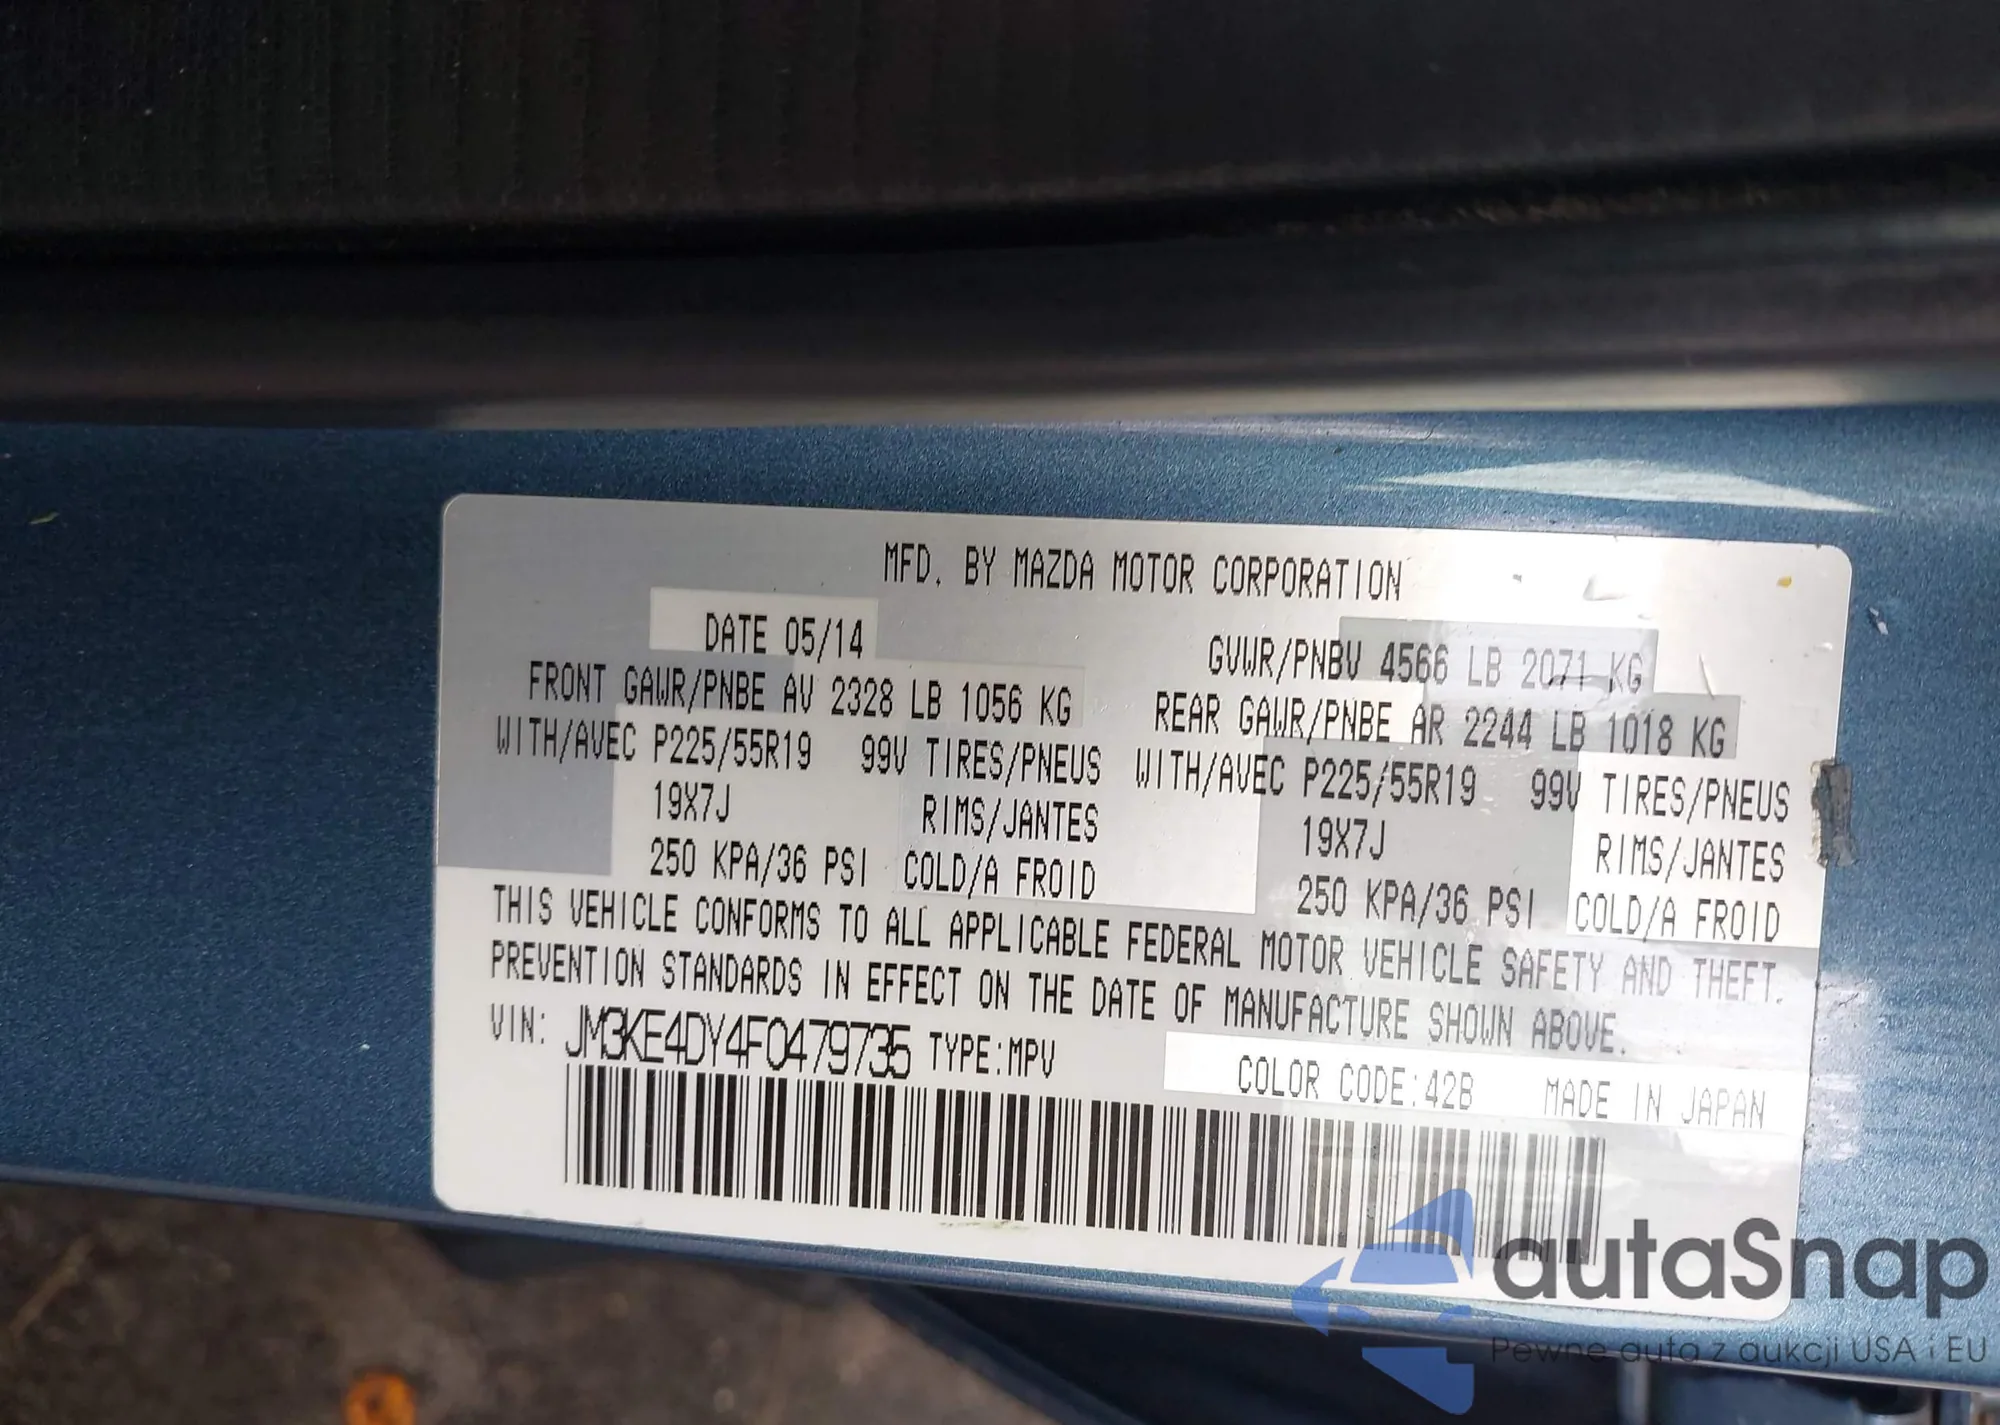 MFD. BY MAZDA MOTOR CORPORATION
DATE 05/14 GVWR/PNBV 4566 LB 2071 KG
FRONT GAWR/PNBE AV 2328 LB 1056 KG REAR GAWR/PNBE AR 2244 LB 1018 KG
WITH/AVEC P225/55R19 99V TIRES/PNEUS WITH/AVEC P225/55R19 99V TIRES/PNEUS
19X7J RIMS/JANTES 19X7J RIMS/JANTES
250 KPA/36 PSI COLD/A FROID 250 KPA/36 PSI COLD/A FROID
THIS VEHICLE CONFORMS TO ALL APPLICABLE FEDERAL MOTOR VEHICLE SAFETY AND THEFT.
PREVENTION STANDARDS IN EFFECT ON THE DATE OF MANUFACTURE SHOWN ABOVE.
VIN: JM3KE4DY4F0479735 TYPE:MPV COLOR CODE:42B MADE IN JAPAN
autaSnap
Pewne auta z aukcji USA i EU